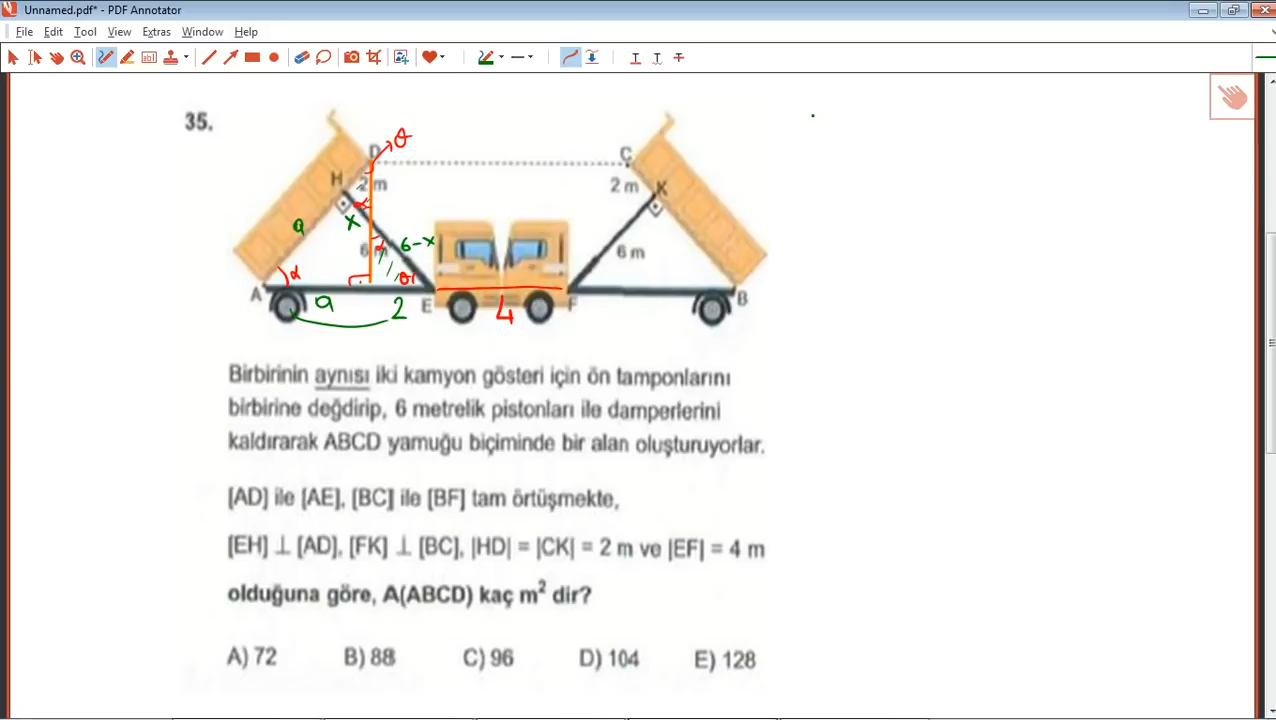 Unnamed.pdf* - PDF Annotator
File Edit Tool View Extras Window Help
35.
D θ C
H 2 m 2 m K
α
x
a 6 m α 6-x 6 m
α θ
A a 2 E 4 F B
Birbirinin aynısı iki kamyon gösteri için ön tamponlarını
birbirine değdirip, 6 metrelik pistonları ile damperlerini
kaldırarak ABCD yamuğu biçiminde bir alan oluşturuyorlar.
[AD] ile [AE], [BC] ile [BF] tam örtüşmekte,
[EH] ⊥ [AD], [FK] ⊥ [BC], |HD| = |CK| = 2 m ve |EF| = 4 m
olduğuna göre, A(ABCD) kaç m² dir?
A) 72 B) 88 C) 96 D) 104 E) 128